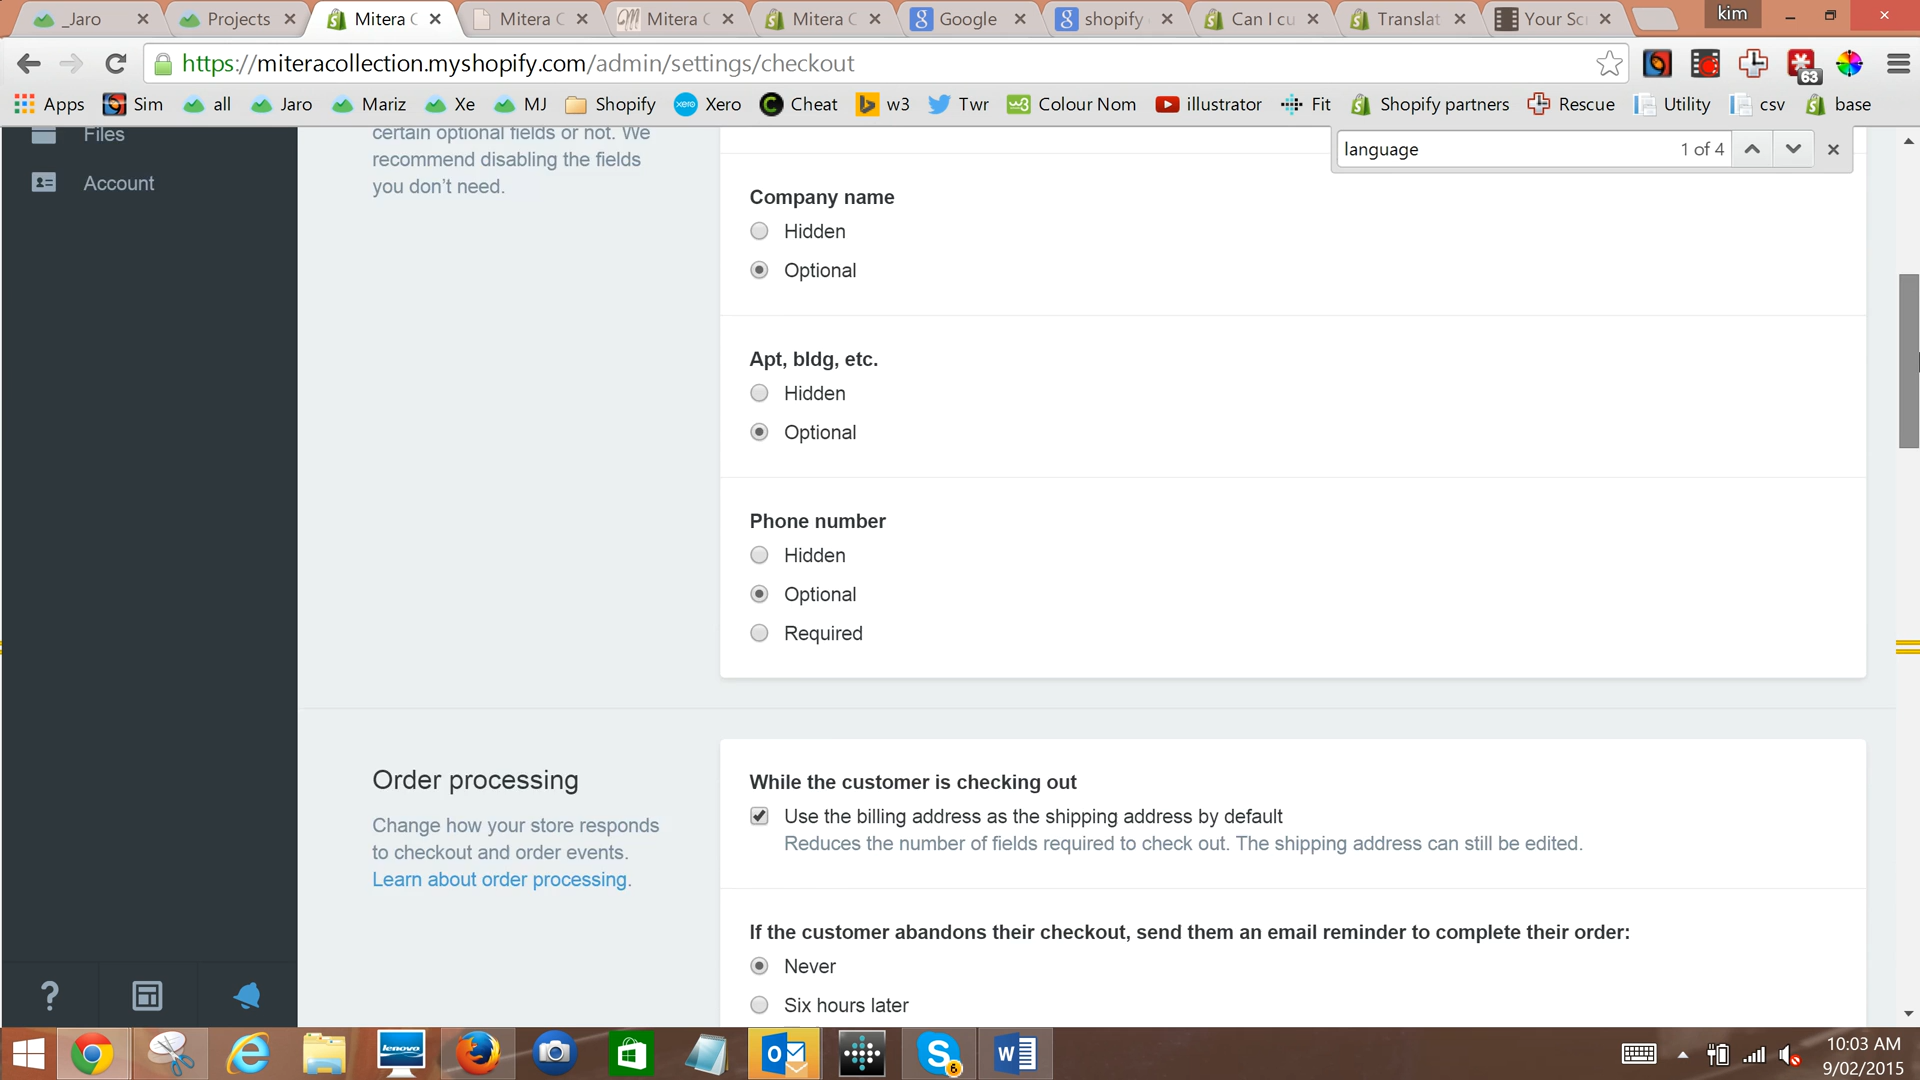 _Jaro
Projects
Mitera C
Mitera C
Mitera C
Mitera C
Google
shopify
Can I cu
Translat
Your Sc
kim
https://miteracollection.myshopify.com/admin/settings/checkout
63
Apps
Sim
all
Jaro
Mariz
Xe
MJ
Shopify
Xero
Cheat
w3
Twr
Colour Nom
illustrator
Fit
Shopify partners
Rescue
Utility
csv
base
language
1 of 4
Files
Account
certain optional fields or not. We
recommend disabling the fields
you don't need.
Company name
Hidden
Optional
Apt, bldg, etc.
Hidden
Optional
Phone number
Hidden
Optional
Required
Order processing
Change how your store responds
to checkout and order events.
Learn about order processing.
While the customer is checking out
Use the billing address as the shipping address by default
Reduces the number of fields required to check out. The shipping address can still be edited.
If the customer abandons their checkout, send them an email reminder to complete their order:
Never
Six hours later
lenovo
6
10:03 AM
9/02/2015